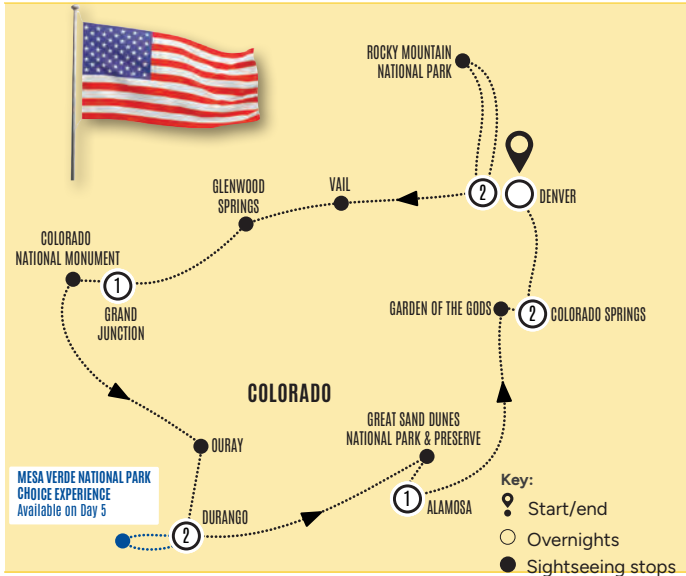 ROCKY MOUNTAIN
NATIONAL PARK
2
DENVER
VAIL
GLENWOOD
SPRINGS
COLORADO
NATIONAL MONUMENT
1
GRAND
JUNCTION
GARDEN OF THE GODS
2
COLORADO SPRINGS
COLORADO
GREAT SAND DUNES
NATIONAL PARK & PRESERVE
OURAY
MESA VERDE NATIONAL PARK
CHOICE EXPERIENCE
Available on Day 5
2
DURANGO
1
ALAMOSA
Key:
Start/end
Overnights
Sightseeing stops